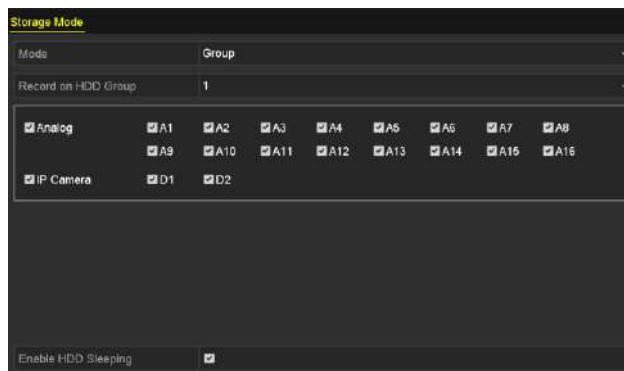 Storage Mode
Mode Group
Record on HDD Group 1
Analog A1 A2 A3 A4 A5 A6 A7 A8
A9 A10 A11 A12 A13 A14 A15 A16
IP Camera D1 D2
Enable HDD Sleeping